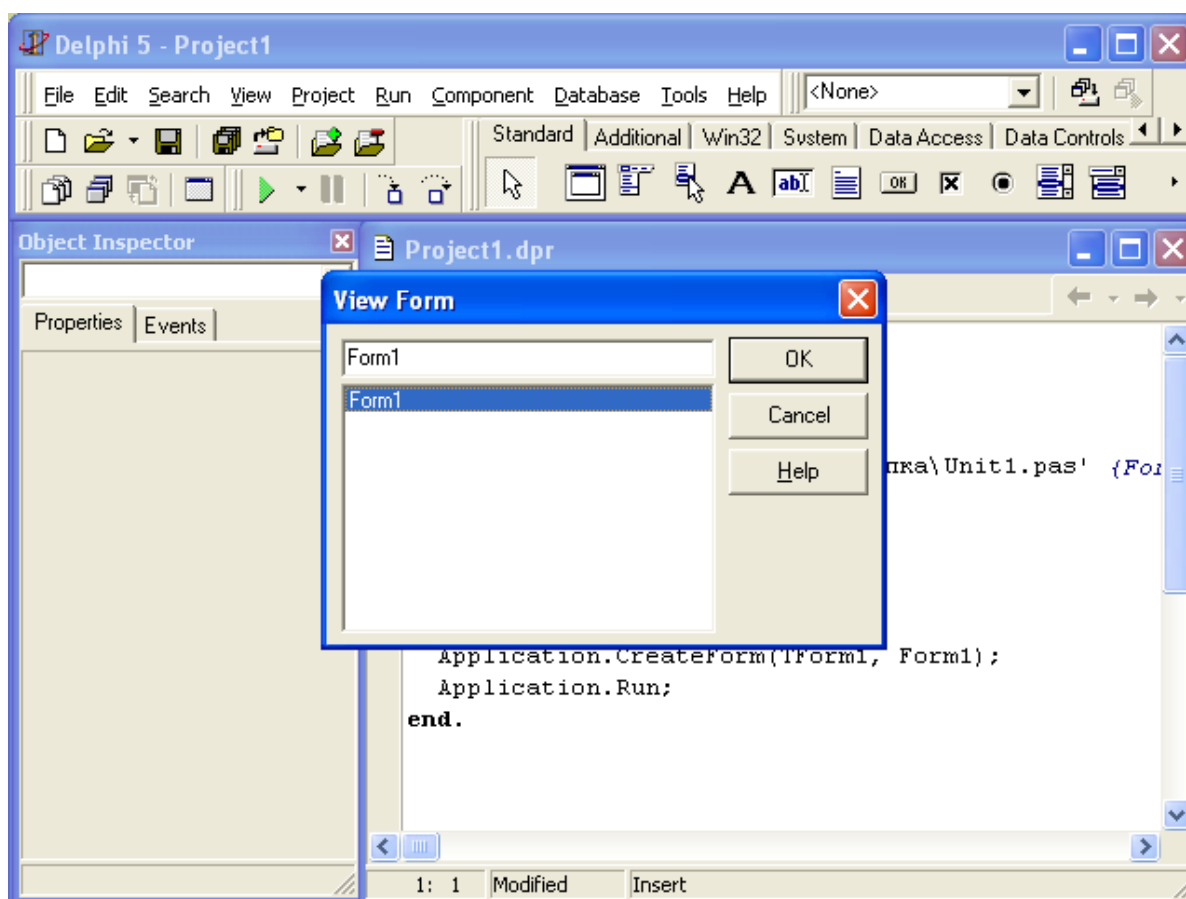 Delphi 5 - Project1
File Edit Search View Project Run Component Database Tools Help <None>
Standard Additional Win32 System Data Access Data Controls
A ab OK
Object Inspector
Project1.dpr
View Form
Properties Events
Form1
OK
Form1
Cancel
Help
пка\Unit1.pas' {For
Application.CreateForm(TForm1, Form1);
Application.Run;
end.
1: 1 Modified Insert